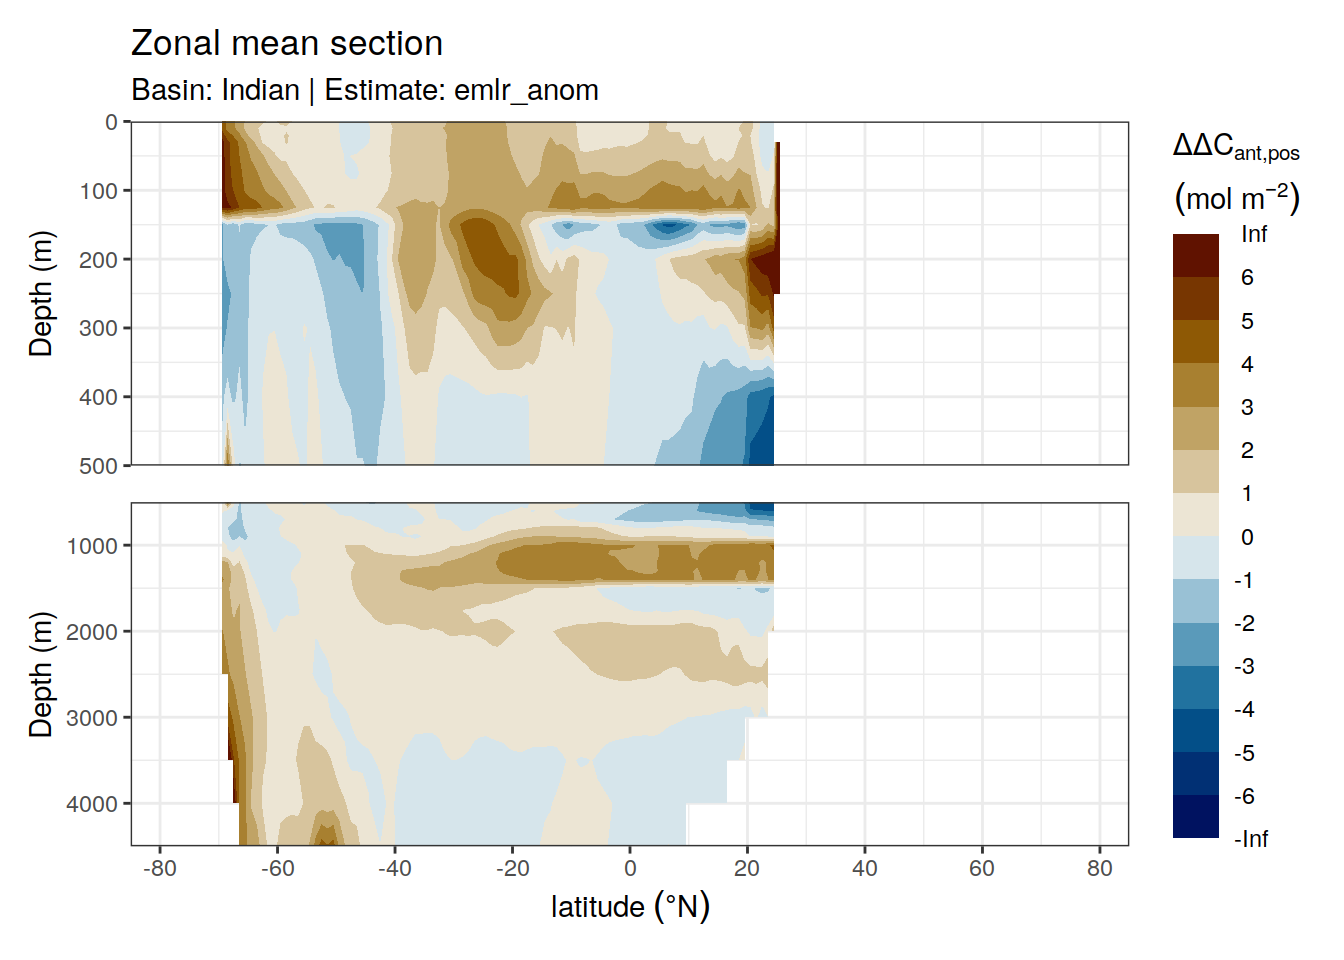 Zonal mean section
Basin: Indian | Estimate: emlr_anom
0
100
200
300
400
500
Depth (m)
1000
2000
3000
4000
Depth (m)
-80 -60 -40 -20 0 20 40 60 80
latitude (°N)
ΔΔC_ant,pos
(mol m⁻²)
Inf
6
5
4
3
2
1
0
-1
-2
-3
-4
-5
-6
-Inf